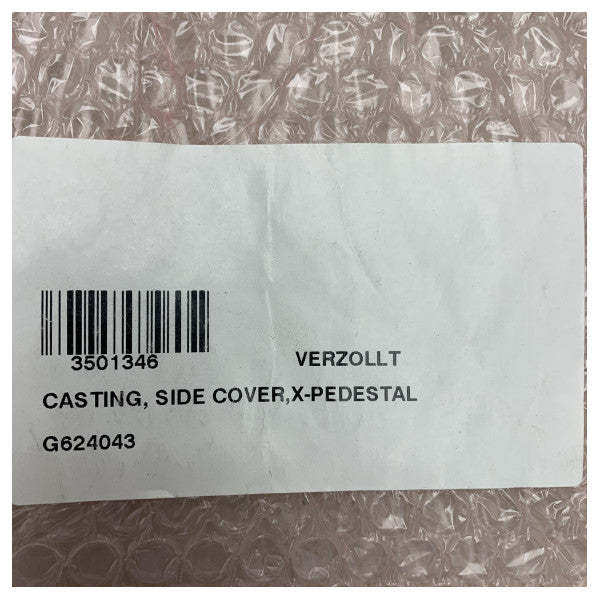 3501346 VERZOLLT
CASTING, SIDE COVER,X-PEDESTAL
G624043